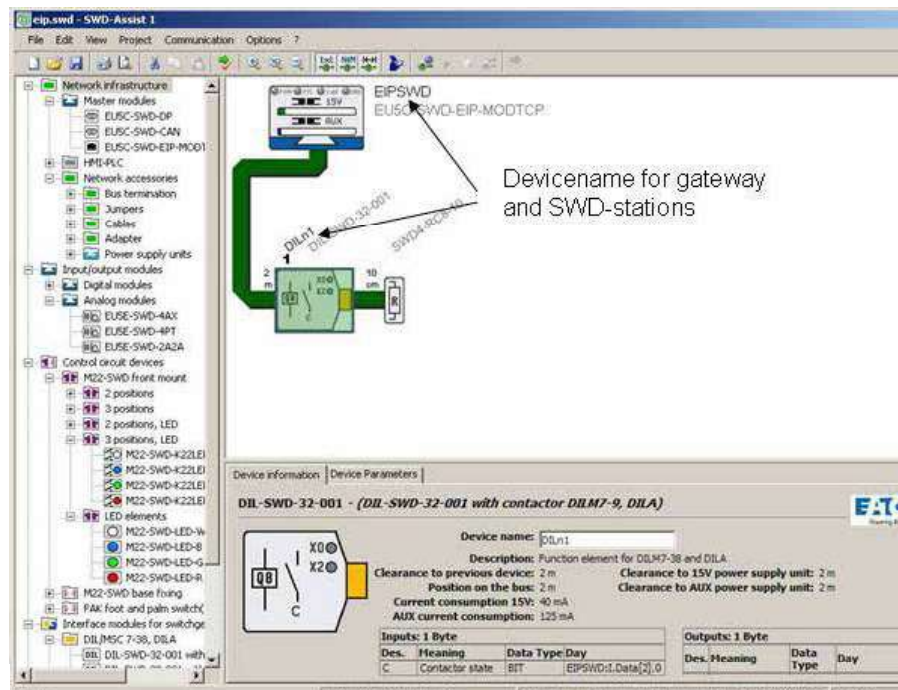 eip.swd - SWD-Assist 1
File Edit View Project Communication Options ?
Network infrastructure
Master modules
EU5C-SWD-DP
EU5C-SWD-CAN
EU5C-SWD-EIP-MODT
HMI-PLC
Network accessories
Bus termination
Jumpers
Cables
Adapter
Power supply units
Input/output modules
Digital modules
Analog modules
EU5E-SWD-4AX
EU5E-SWD-4PT
EU5E-SWD-2A2A
Control circuit devices
M22-SWD front mount
2 positions
3 positions
2 positions, LED
3 positions, LED
M22-SWD-K22LEI
M22-SWD-K22LEI
M22-SWD-K22LEI
M22-SWD-K22LEI
LED elements
M22-SWD-LED-W
M22-SWD-LED-B
M22-SWD-LED-G
M22-SWD-LED-R
M22-SWD base fixing
PAK foot and palm switch(
Interface modules for switchge
DIL/MSC 7-38, DILA
DIL-SWD-32-001 with
15V
AUX
EIPSWD
EU5C-SWD-EIP-MODTCP
Devicename for gateway
and SWD-stations
DILn1
DIL-SWD-32-001
SWD4-RC8-10
1
2 m
10 cm
QB
X0
X2
C
R
Device information Device Parameters
DIL-SWD-32-001 - (DIL-SWD-32-001 with contactor DILM7-9, DILA)
QB
X0
X2
C
Device name: DILn1
Description: Function element for DILM7-38 and DILA
Clearance to previous device: 2 m Clearance to 15V power supply unit: 2 m
Position on the bus: 2 m Clearance to AUX power supply unit: 2 m
Current consumption 15V: 40 mA
AUX current consumption: 125 mA
Inputs: 1 Byte Outputs: 1 Byte
Des. Meaning Data Type Day Des. Meaning Data Type Day
C Contactor state BIT EIPSWD:I.Data[2].0